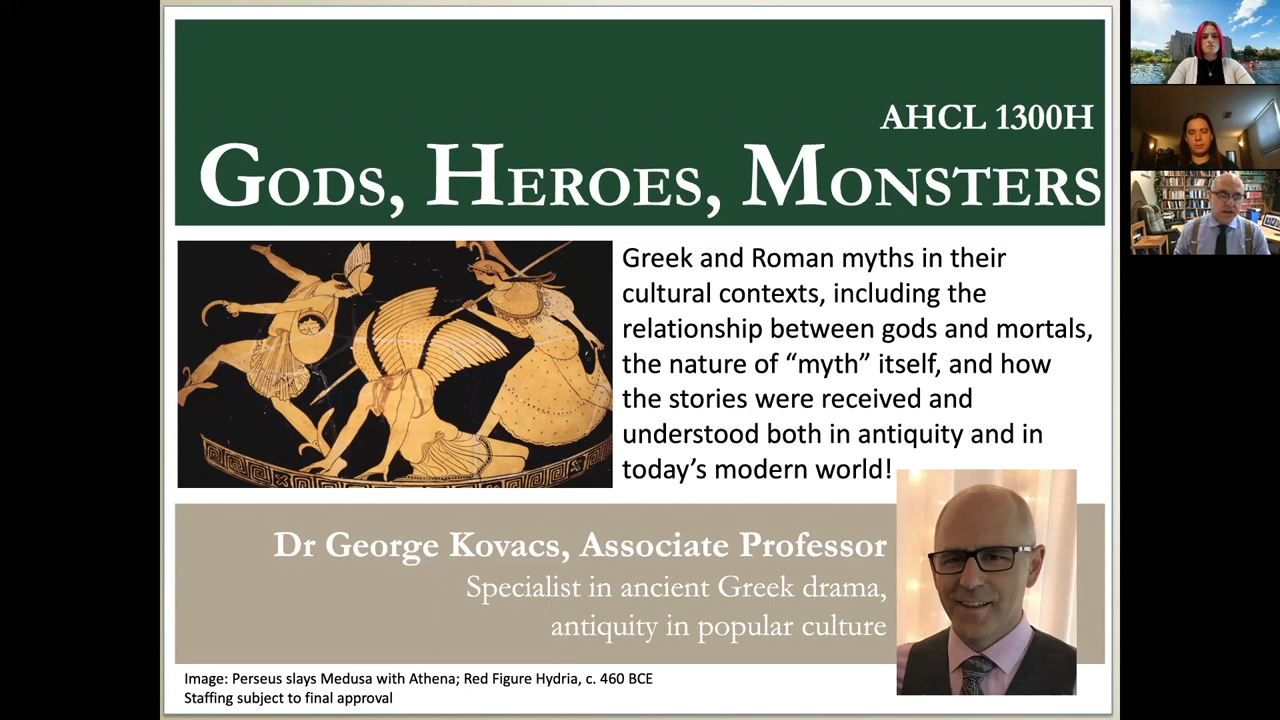 AHCL 1300H
GODS, HEROES, MONSTERS
Greek and Roman myths in their
cultural contexts, including the
relationship between gods and mortals,
the nature of “myth” itself, and how
the stories were received and
understood both in antiquity and in
today’s modern world!
Dr George Kovacs, Associate Professor
Specialist in ancient Greek drama,
antiquity in popular culture
Image: Perseus slays Medusa with Athena; Red Figure Hydria, c. 460 BCE
Staffing subject to final approval